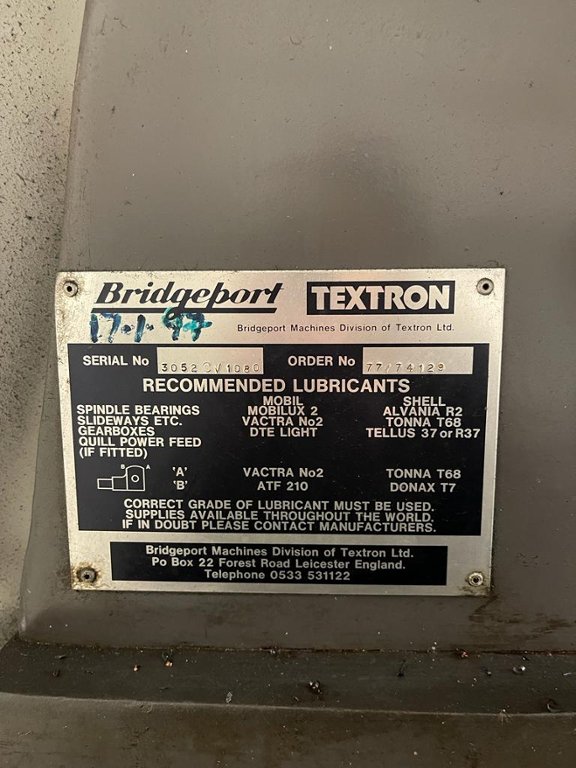 Bridgeport TEXTRON
17-1-97
Bridgeport Machines Division of Textron Ltd.
SERIAL No ORDER No 77/74129
RECOMMENDED LUBRICANTS
MOBIL SHELL
SPINDLE BEARINGS MOBILUX 2 ALVANIA R2
SLIDEWAYS ETC. VACTRA No2 TONNA T68
GEARBOXES DTE LIGHT TELLUS 37 or R37
QUILL POWER FEED
(IF FITTED)
B A 'A' VACTRA No2 TONNA T68
'B' ATF 210 DONAX T7
CORRECT GRADE OF LUBRICANT MUST BE USED.
SUPPLIES AVAILABLE THROUGHOUT THE WORLD.
IF IN DOUBT PLEASE CONTACT MANUFACTURERS.
Bridgeport Machines Division of Textron Ltd.
Po Box 22 Forest Road Leicester England.
Telephone 0533 531122